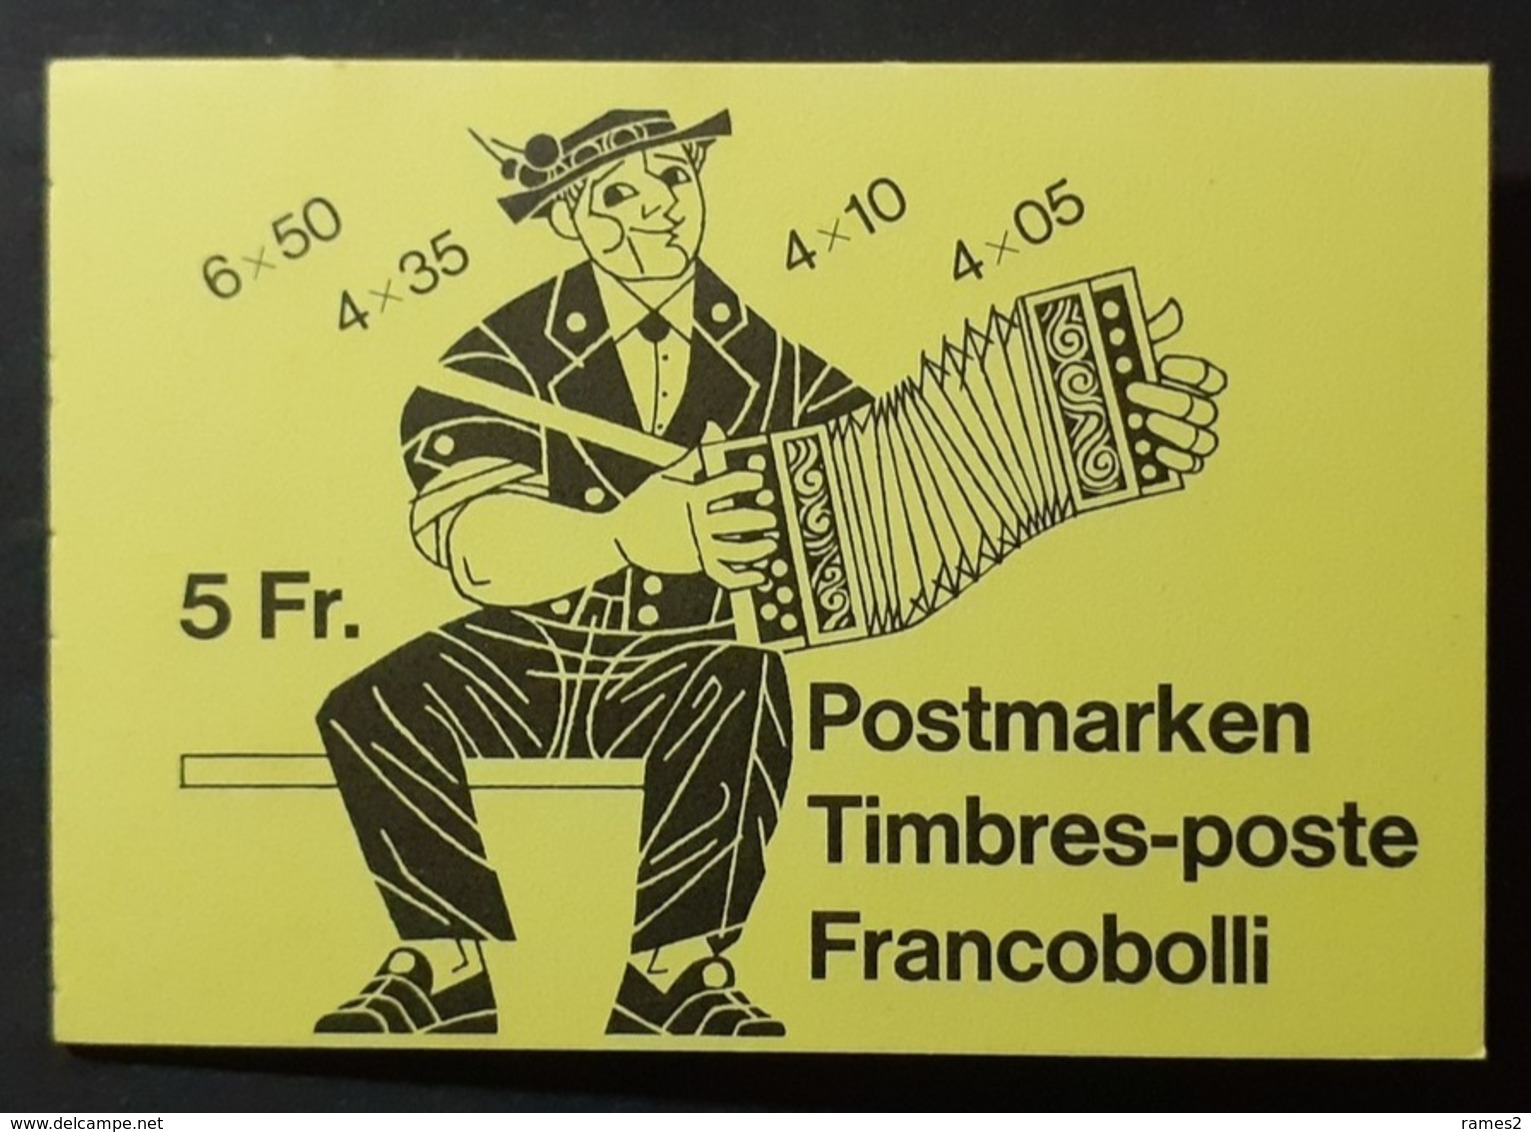 6×50
4×35
4×10
4×05
5 Fr.
Postmarken
Timbres-poste
Francobolli
www.delcampe.net
rames2